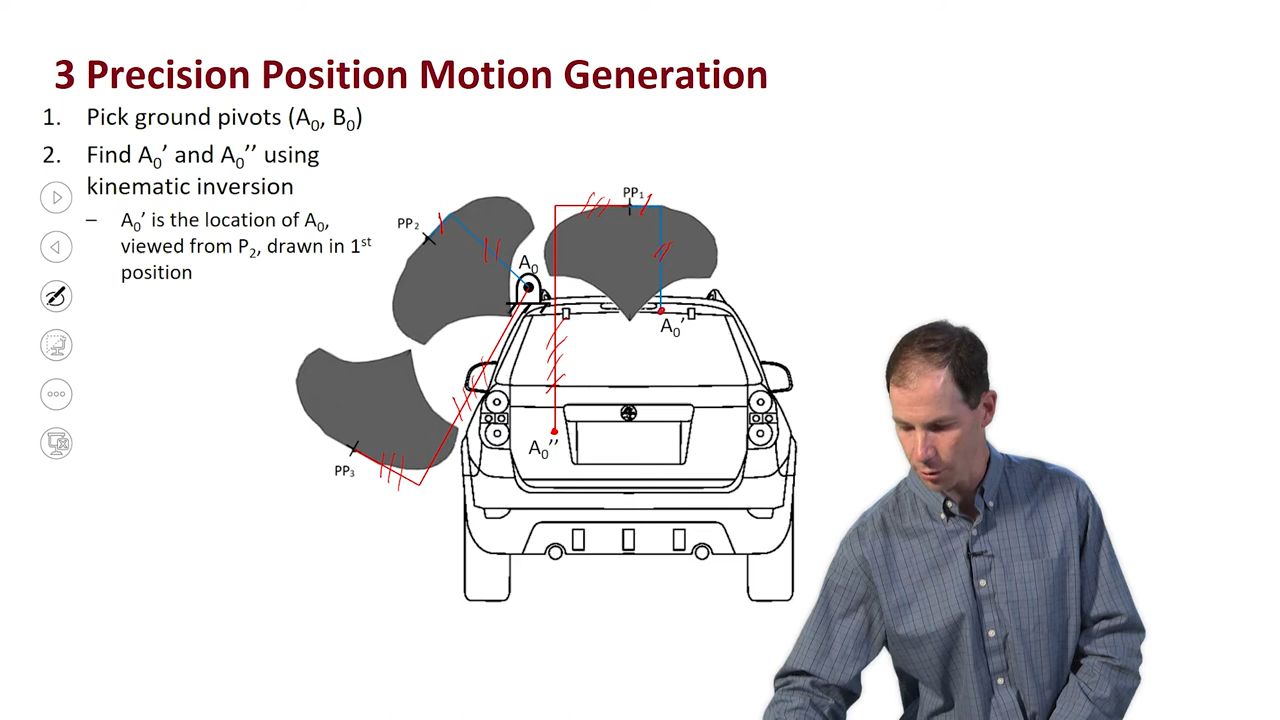 3 Precision Position Motion Generation
1. Pick ground pivots (A₀, B₀)
2. Find A₀’ and A₀’’ using
kinematic inversion
– A₀’ is the location of A₀,
viewed from P₂, drawn in 1ˢᵗ
position
PP₁
PP₂
A₀
A₀’
A₀’’
PP₃